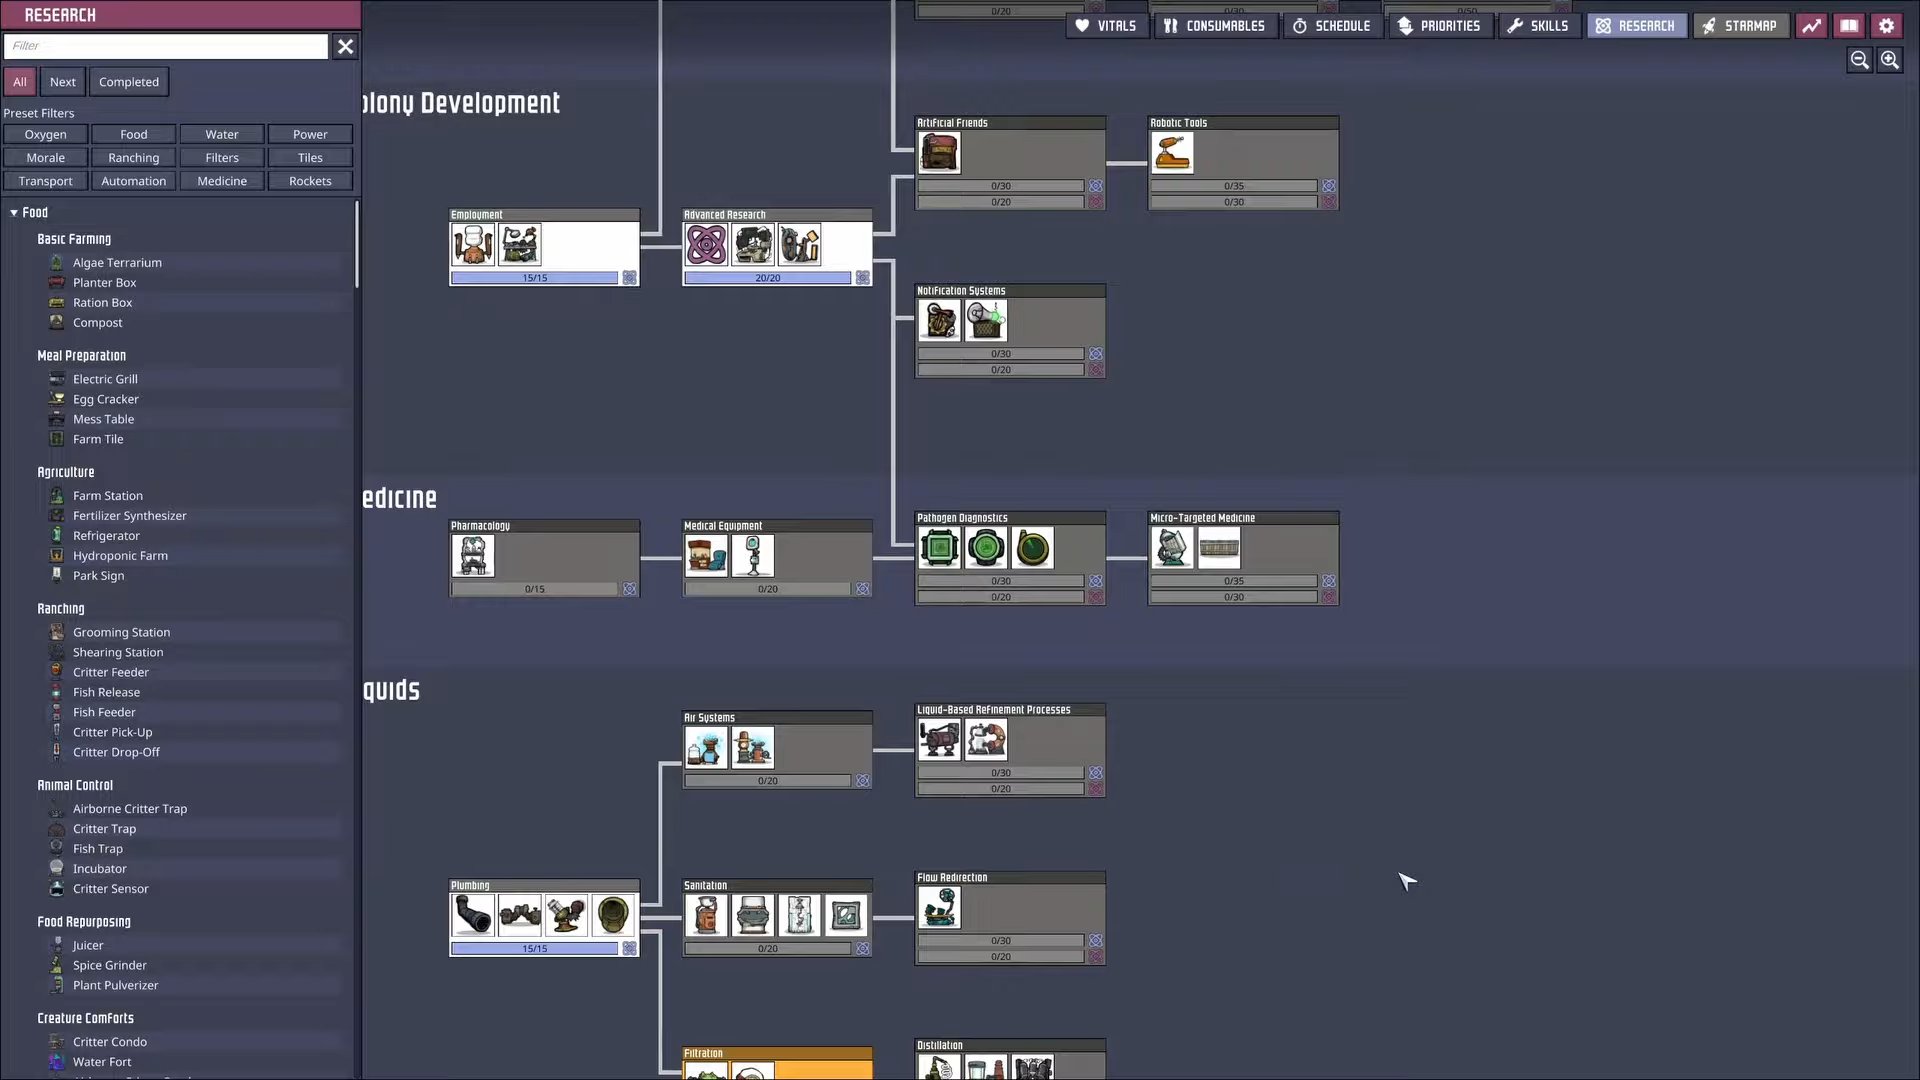 RESEARCH
VITALS
CONSUMABLES
SCHEDULE
PRIORITIES
SKILLS
RESEARCH
STARMAP
Filter
All
Next
Completed
Preset Filters
Oxygen
Food
Water
Power
Morale
Ranching
Filters
Tiles
Transport
Automation
Medicine
Rockets
Food
Basic Farming
Algae Terrarium
Planter Box
Ration Box
Compost
Meal Preparation
Electric Grill
Egg Cracker
Mess Table
Farm Tile
Agriculture
Farm Station
Fertilizer Synthesizer
Refrigerator
Hydroponic Farm
Park Sign
Ranching
Grooming Station
Shearing Station
Critter Feeder
Fish Release
Fish Feeder
Critter Pick-Up
Critter Drop-Off
Animal Control
Airborne Critter Trap
Critter Trap
Fish Trap
Incubator
Critter Sensor
Food Repurposing
Juicer
Spice Grinder
Plant Pulverizer
Creature Comforts
Critter Condo
Water Fort
0/20
0/30
0/50
olony Development
Artificial Friends
0/30
0/20
Robotic Tools
0/35
0/30
Employment
15/15
Advanced Research
20/20
Notification Systems
0/30
0/20
edicine
Pharmacology
0/15
Medical Equipment
0/20
Pathogen Diagnostics
0/30
0/20
Micro-Targeted Medicine
0/35
0/30
quids
Air Systems
0/20
Liquid-Based Refinement Processes
0/30
0/20
Plumbing
15/15
Sanitation
0/20
Flow Redirection
0/30
0/20
Filtration
Distillation